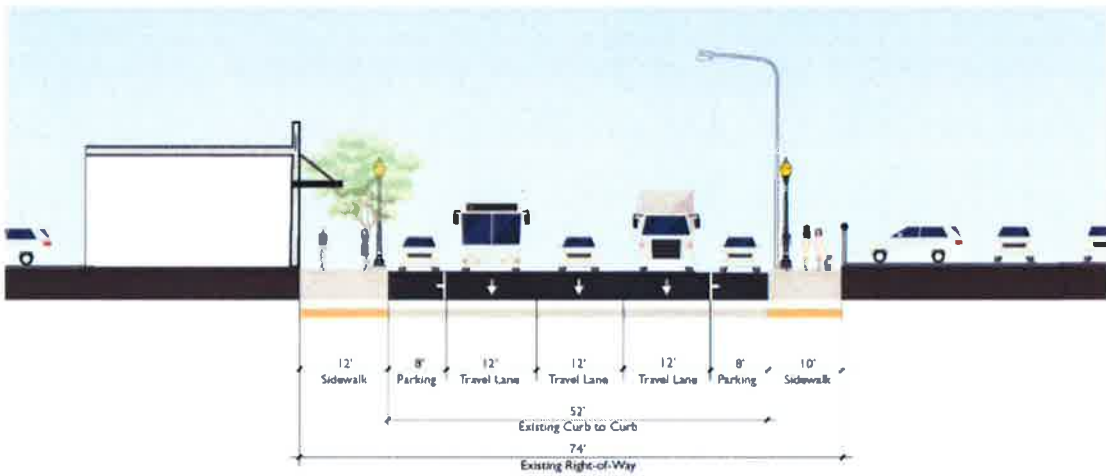 12' 8' 12' 12' 12' 8' 10'
Sidewalk Parking Travel Lane Travel Lane Travel Lane Parking Sidewalk
52'
Existing Curb to Curb
74'
Existing Right-of-Way